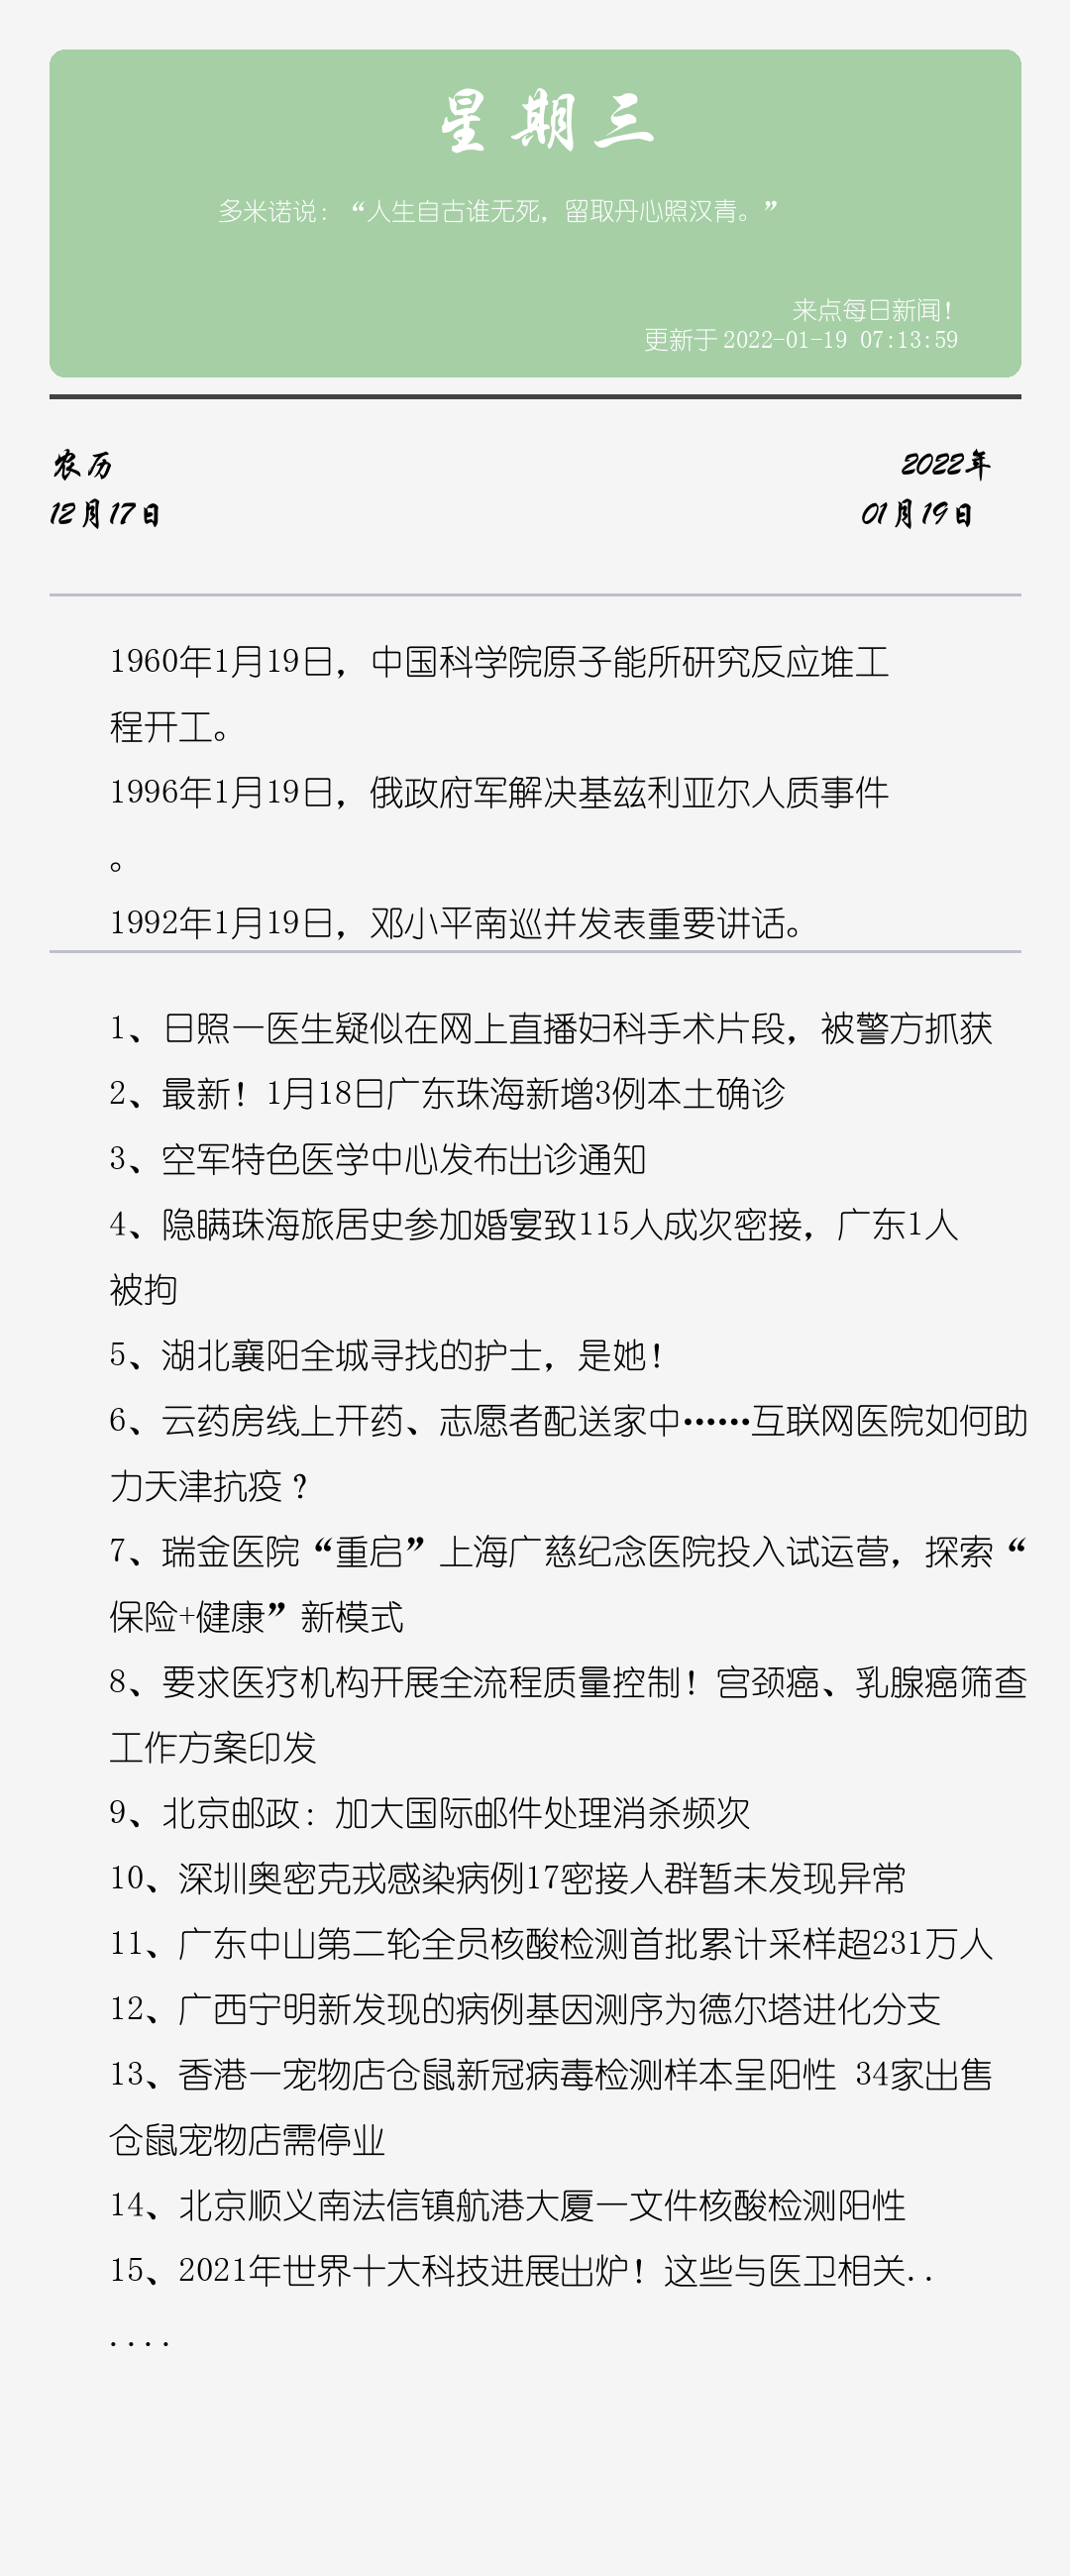 星期三
多米诺说：“人生自古谁无死，留取丹心照汉青。”
来点每日新闻！
更新于 2022-01-19 07:13:59
农历
12月17日
2022年
01月19日
1960年1月19日，中国科学院原子能所研究反应堆工
程开工。
1996年1月19日，俄政府军解决基兹利亚尔人质事件
。
1992年1月19日，邓小平南巡并发表重要讲话。
1、日照一医生疑似在网上直播妇科手术片段，被警方抓获
2、最新！1月18日广东珠海新增3例本土确诊
3、空军特色医学中心发布出诊通知
4、隐瞒珠海旅居史参加婚宴致115人成次密接，广东1人
被拘
5、湖北襄阳全城寻找的护士，是她！
6、云药房线上开药、志愿者配送家中……互联网医院如何助
力天津抗疫？
7、瑞金医院“重启”上海广慈纪念医院投入试运营，探索“
保险+健康”新模式
8、要求医疗机构开展全流程质量控制！宫颈癌、乳腺癌筛查
工作方案印发
9、北京邮政：加大国际邮件处理消杀频次
10、深圳奥密克戎感染病例17密接人群暂未发现异常
11、广东中山第二轮全员核酸检测首批累计采样超231万人
12、广西宁明新发现的病例基因测序为德尔塔进化分支
13、香港一宠物店仓鼠新冠病毒检测样本呈阳性 34家出售
仓鼠宠物店需停业
14、北京顺义南法信镇航港大厦一文件核酸检测阳性
15、2021年世界十大科技进展出炉！这些与医卫相关..
....